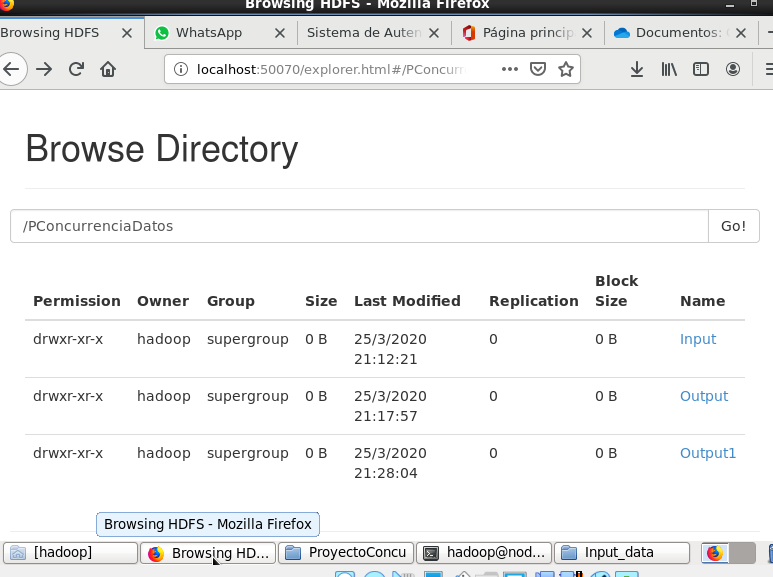 Browsing HDFS - Mozilla Firefox
Browsing HDFS
WhatsApp
Sistema de Auten
Página princip
Documentos:
localhost:50070/explorer.html#/PConcurr
Browse Directory
/PConcurrenciaDatos
Go!
Permission Owner Group Size Last Modified Replication Block Size Name
drwxr-xr-x hadoop supergroup 0 B 25/3/2020 21:12:21 0 0 B Input
drwxr-xr-x hadoop supergroup 0 B 25/3/2020 21:17:57 0 0 B Output
drwxr-xr-x hadoop supergroup 0 B 25/3/2020 21:28:04 0 0 B Output1
Browsing HDFS - Mozilla Firefox
[hadoop]
Browsing HD...
ProyectoConcu
hadoop@nod...
Input_data